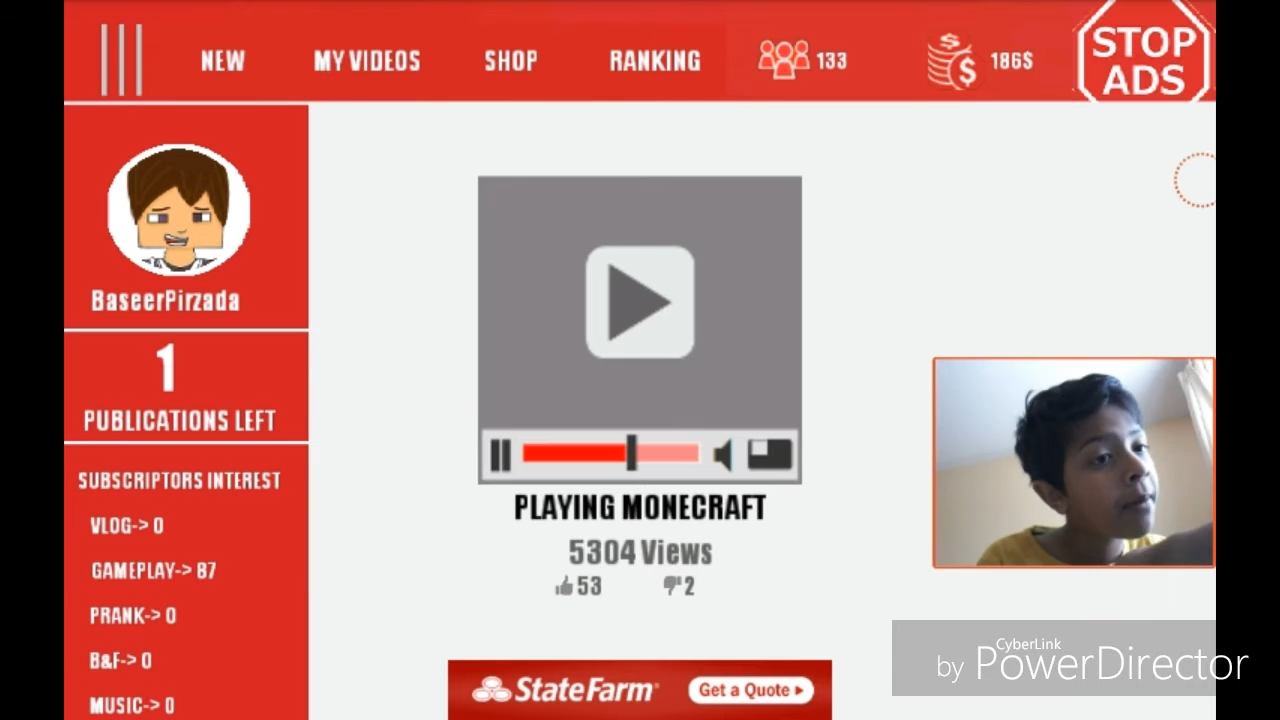 NEW MY VIDEOS SHOP RANKING 133 186$ STOP ADS
BaseerPirzada
1
PUBLICATIONS LEFT
SUBSCRIPTORS INTEREST
VLOG-> 0
GAMEPLAY-> 87
PRANK-> 0
B&F-> 0
MUSIC-> 0
PLAYING MONECRAFT
5304 Views
53 2
StateFarm Get a Quote
CyberLink
by PowerDirector